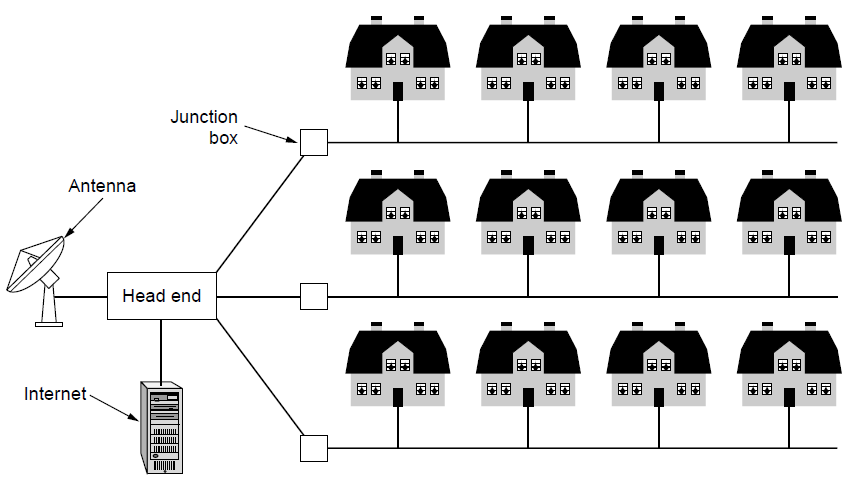 Junction
box
Antenna
Head end
Internet